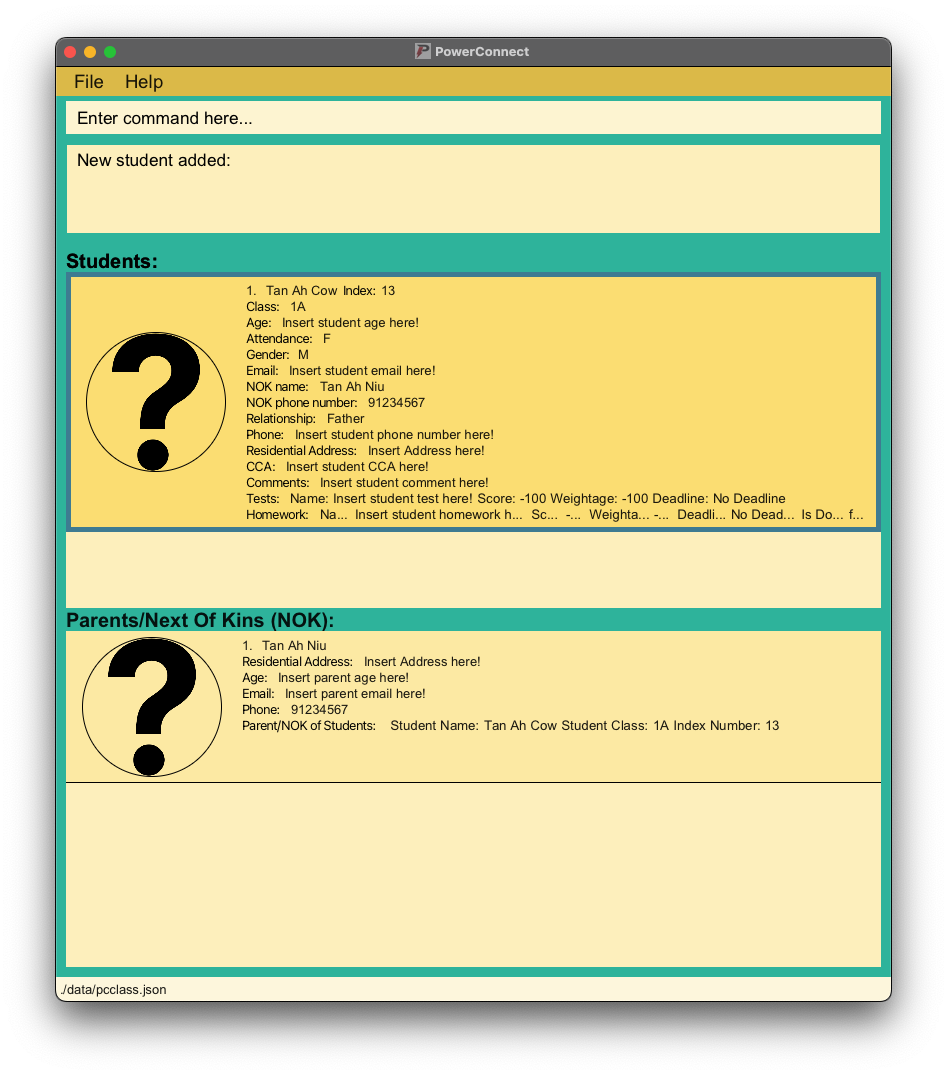 PowerConnect
File Help
Enter command here...
New student added:
Students:
1. Tan Ah Cow Index: 13
Class: 1A
Age: Insert student age here!
Attendance: F
Gender: M
Email: Insert student email here!
NOK name: Tan Ah Niu
NOK phone number: 91234567
Relationship: Father
Phone: Insert student phone number here!
Residential Address: Insert Address here!
CCA: Insert student CCA here!
Comments: Insert student comment here!
Tests: Name: Insert student test here! Score: -100 Weightage: -100 Deadline: No Deadline
Homework: Na... Insert student homework h... Sc... -... Weighta... -... Deadli... No Dead... Is Do... f...
Parents/Next Of Kins (NOK):
1. Tan Ah Niu
Residential Address: Insert Address here!
Age: Insert parent age here!
Email: Insert parent email here!
Phone: 91234567
Parent/NOK of Students: Student Name: Tan Ah Cow Student Class: 1A Index Number: 13
./data/pcclass.json